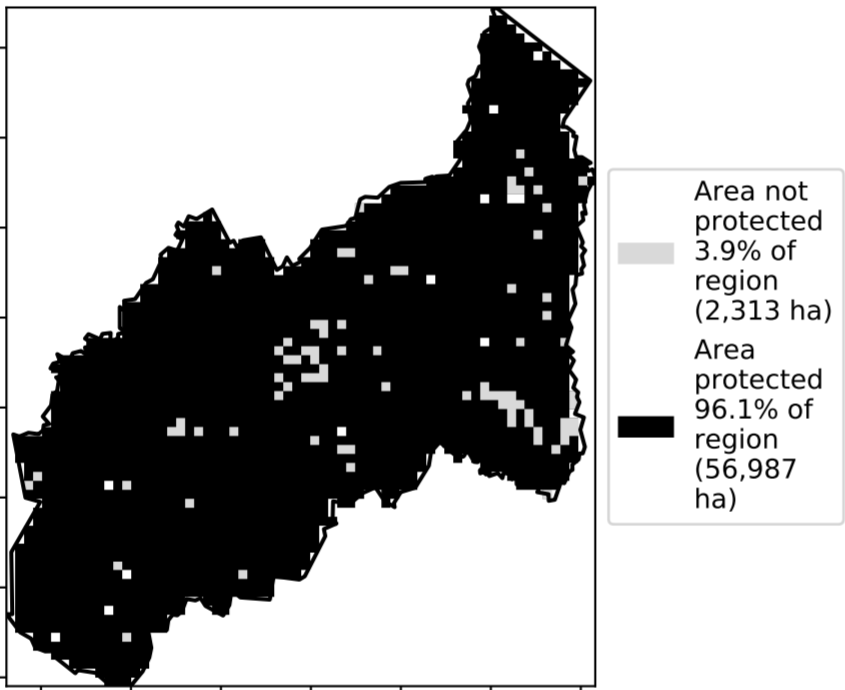 Area not
protected
3.9% of
region
(2,313 ha)
Area
protected
96.1% of
region
(56,987
ha)